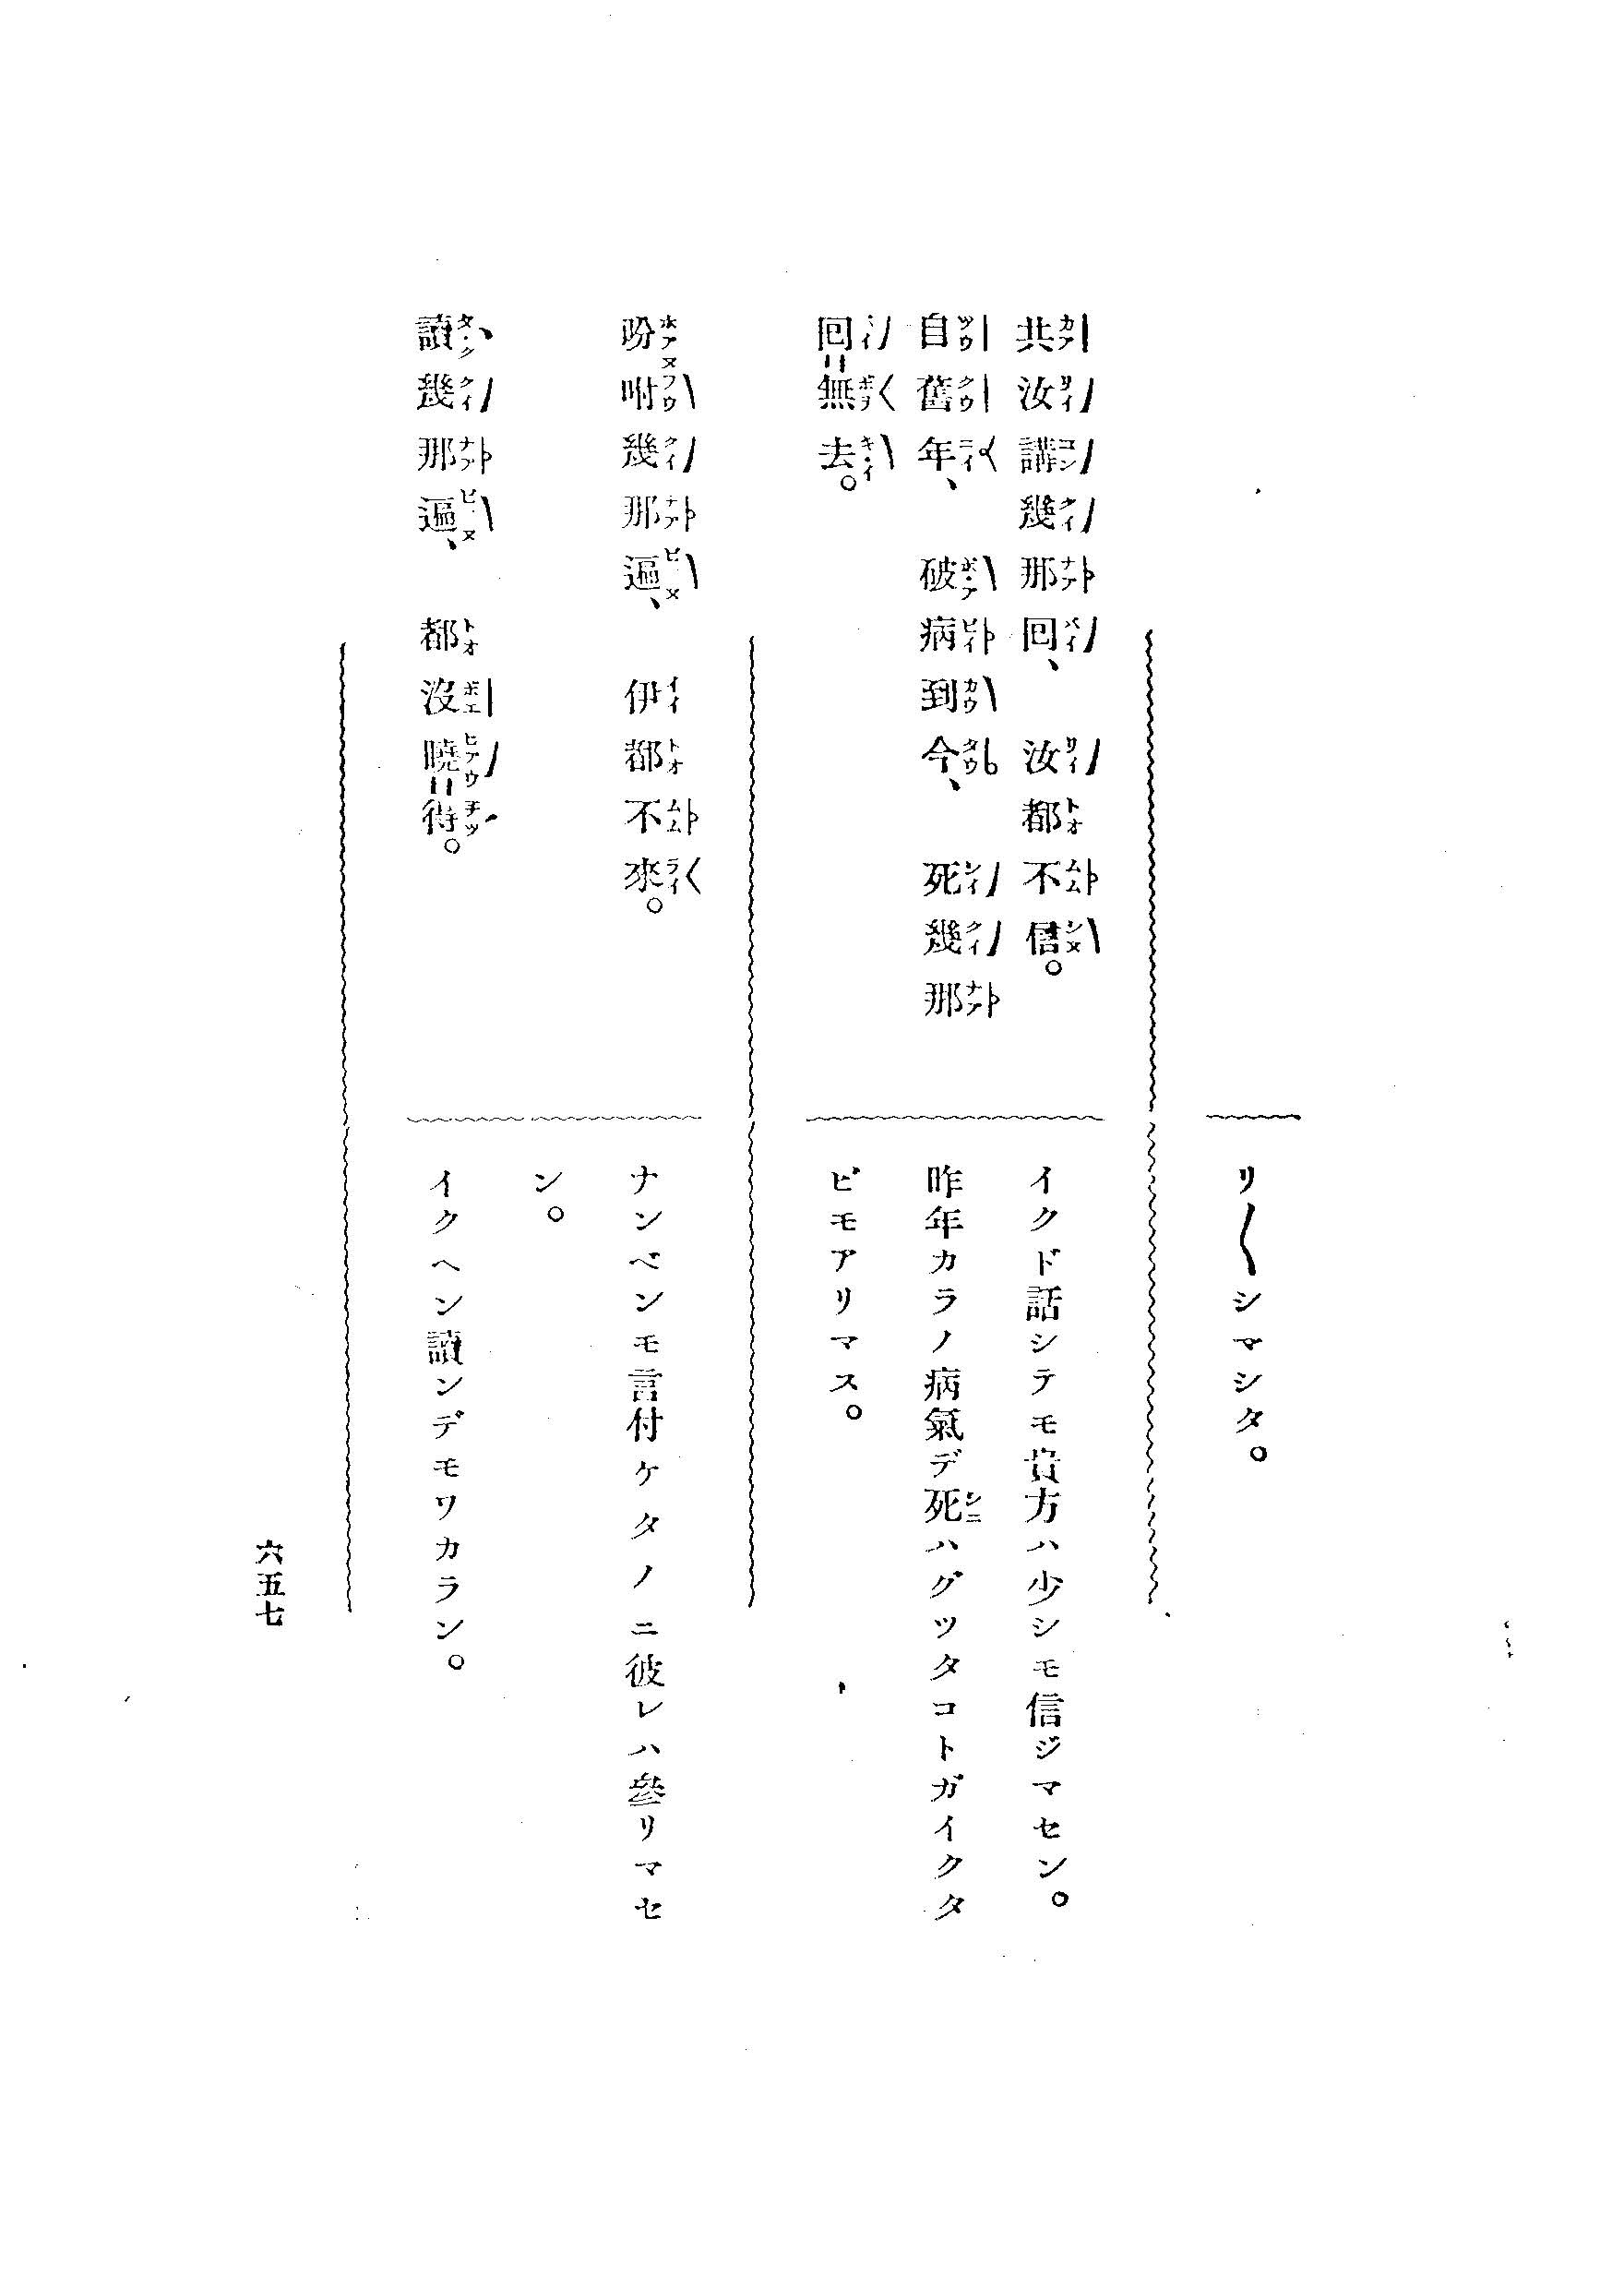 リ〱シマシタ。
共汝講幾那回、汝都不信。
イクド話シテモ貴方ハ少シモ信ジマセン。
自舊年、破病到今、死幾那
回=無去。
昨年カラノ病氣デ死ハグツタコトガイクタ
ビモアリマス。
吩咐幾那遍、伊都不來。
ナンベンモ言付ケタノニ彼レハ參リマセ
ン。
讀幾那遍、都沒曉=得。
イクヘン讀ンデモワカラン。
六五七